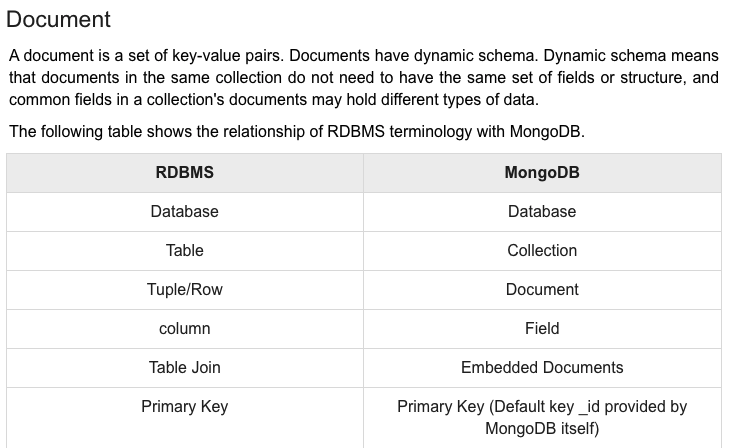 Document
A document is a set of key-value pairs. Documents have dynamic schema. Dynamic schema means
that documents in the same collection do not need to have the same set of fields or structure, and
common fields in a collection's documents may hold different types of data.
The following table shows the relationship of RDBMS terminology with MongoDB.
RDBMS MongoDB
Database Database
Table Collection
Tuple/Row Document
column Field
Table Join Embedded Documents
Primary Key Primary Key (Default key _id provided by
MongoDB itself)